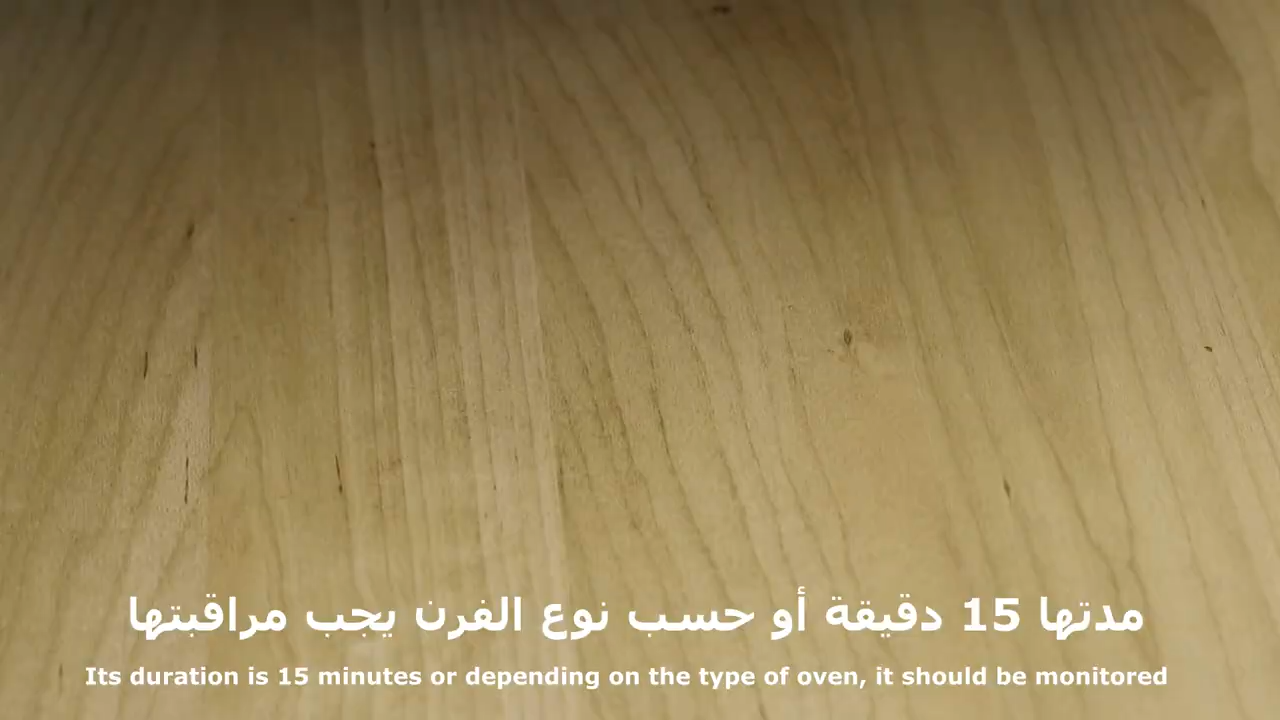 مدتها 15 دقيقة أو حسب نوع الفرن يجب مراقبتها
Its duration is 15 minutes or depending on the type of oven, it should be monitored